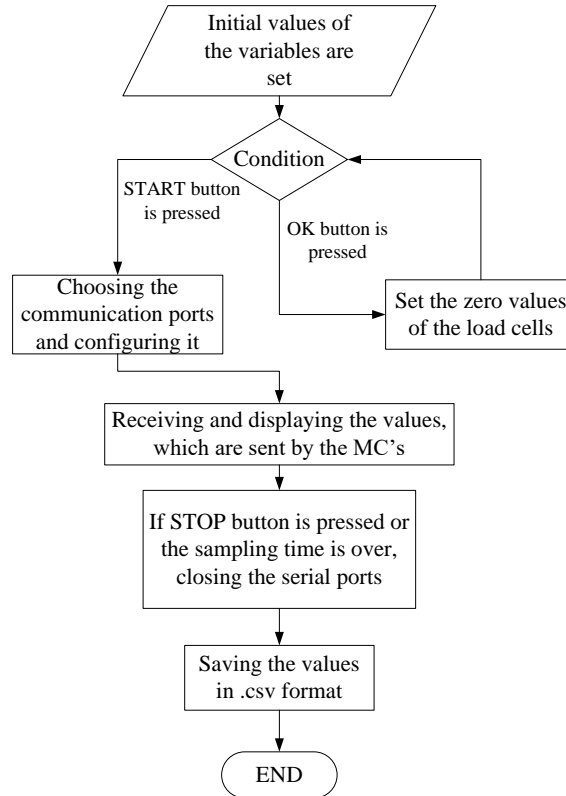 Initial values of
the variables are
set
Condition
START button
is pressed
OK button is
pressed
Choosing the
communication ports
and configuring it
Set the zero values
of the load cells
Receiving and displaying the values,
which are sent by the MC's
If STOP button is pressed or
the sampling time is over,
closing the serial ports
Saving the values
in .csv format
END